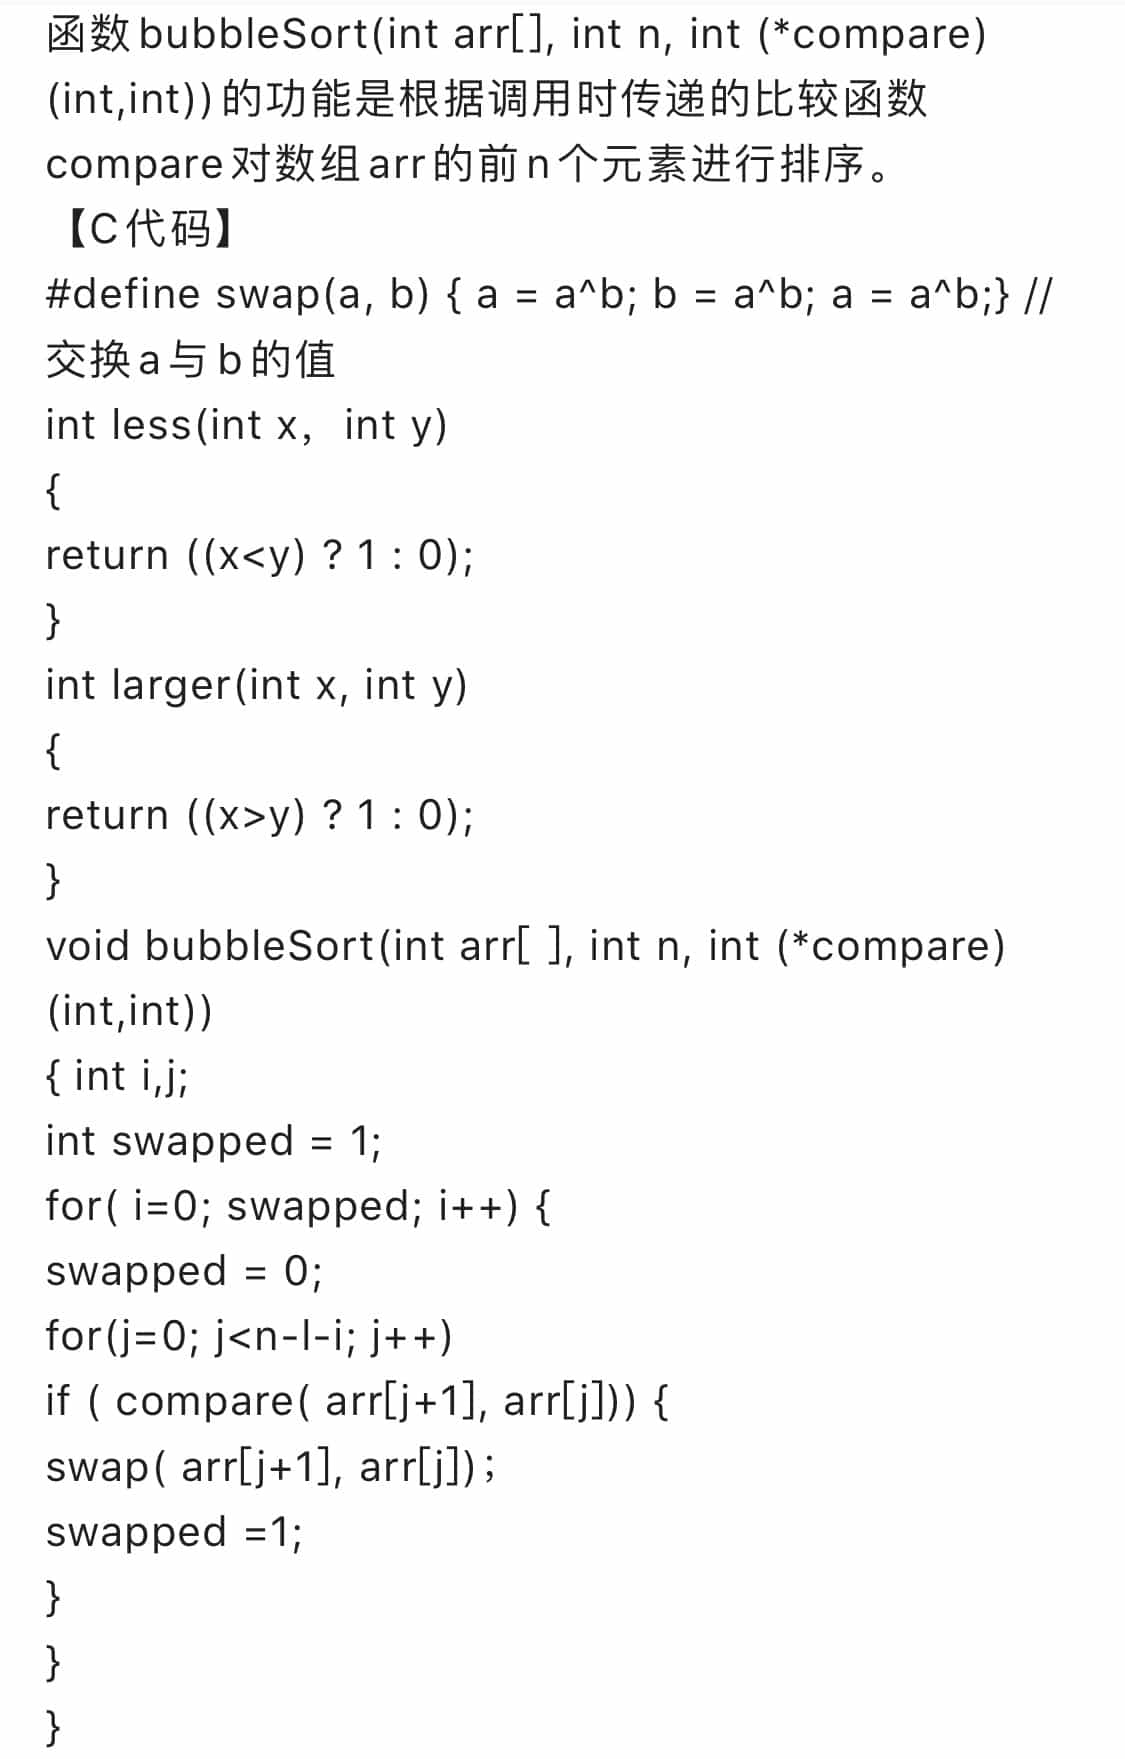 函数bubbleSort(int arr[], int n, int (*compare)
(int,int))的功能是根据调用时传递的比较函数
compare对数组arr的前n个元素进行排序。
【C代码】
#define swap(a, b) { a = a^b; b = a^b; a = a^b;} //
交换a与b的值
int less(int x，int y)
{
return ((x<y) ? 1 : 0);
}
int larger(int x, int y)
{
return ((x>y) ? 1 : 0);
}
void bubbleSort(int arr[ ], int n, int (*compare)
(int,int))
{ int i,j;
int swapped = 1;
for( i=0; swapped; i++) {
swapped = 0;
for(j=0; j<n-l-i; j++)
if ( compare( arr[j+1], arr[j])) {
swap( arr[j+1], arr[j])；
swapped =1;
}
}
}